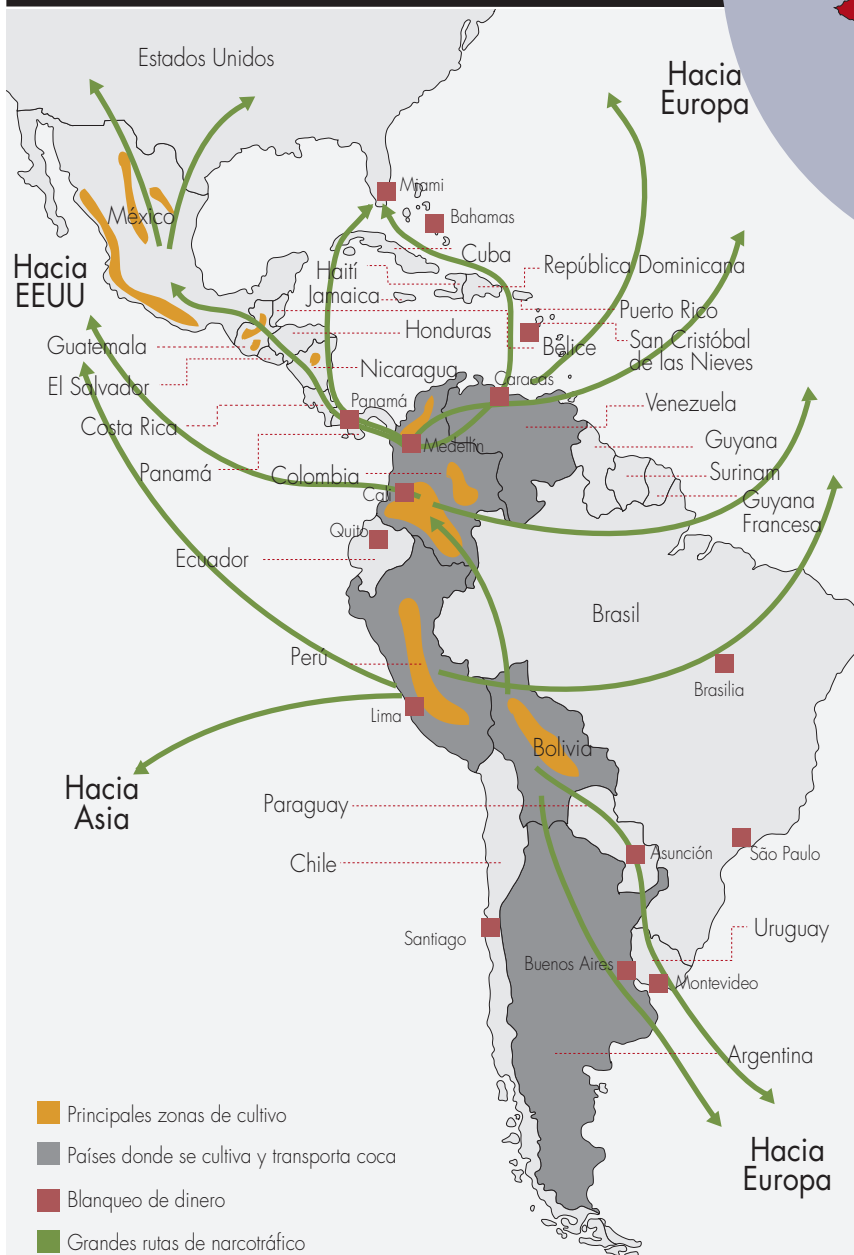 Estados Unidos
Hacia
Europa
Miami
Bahamas
México
Cuba
Hacia
EEUU
Haití
República Dominicana
Jamaica
Puerto Rico
Honduras
San Cristóbal
de las Nieves
Guatemala
Bélice
Nicaragua
El Salvador
Caracas
Panamá
Venezuela
Costa Rica
Medellín
Guyana
Panamá
Colombia
Surinam
Cali
Guyana
Francesa
Quito
Ecuador
Brasil
Perú
Brasilia
Lima
Bolivia
Hacia
Asia
Paraguay
Asunción
São Paulo
Chile
Santiago
Uruguay
Buenos Aires
Montevideo
Argentina
Principales zonas de cultivo
Países donde se cultiva y transporta coca
Blanqueo de dinero
Grandes rutas de narcotráfico
Hacia
Europa